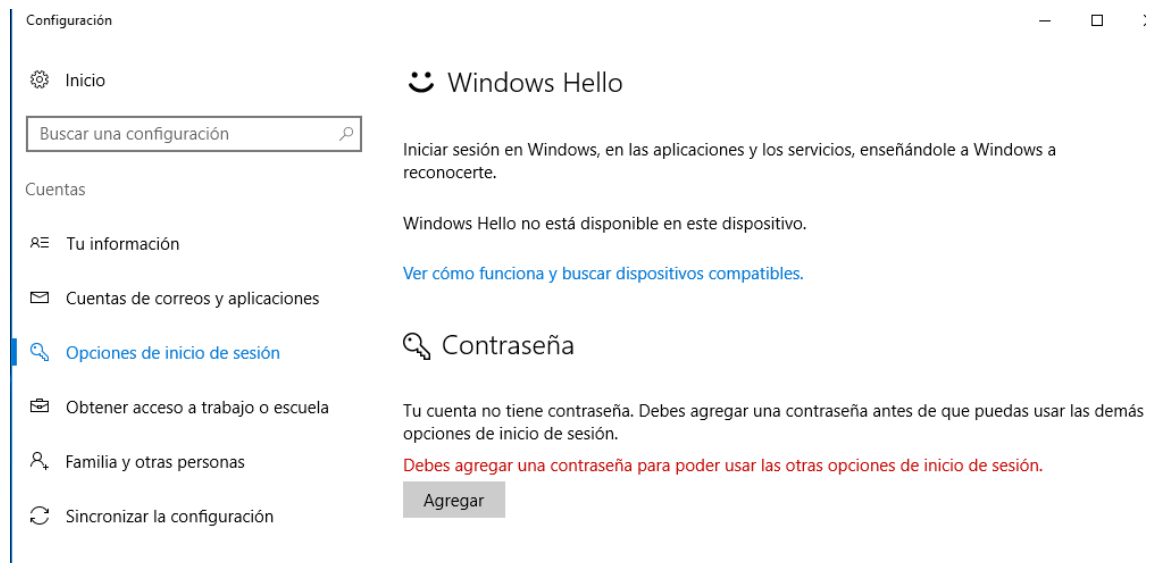 Configuración
Inicio
Buscar una configuración
Cuentas
Tu información
Cuentas de correos y aplicaciones
Opciones de inicio de sesión
Obtener acceso a trabajo o escuela
Familia y otras personas
Sincronizar la configuración
Windows Hello
Iniciar sesión en Windows, en las aplicaciones y los servicios, enseñándole a Windows a
reconocerte.
Windows Hello no está disponible en este dispositivo.
Ver cómo funciona y buscar dispositivos compatibles.
Contraseña
Tu cuenta no tiene contraseña. Debes agregar una contraseña antes de que puedas usar las demás
opciones de inicio de sesión.
Debes agregar una contraseña para poder usar las otras opciones de inicio de sesión.
Agregar